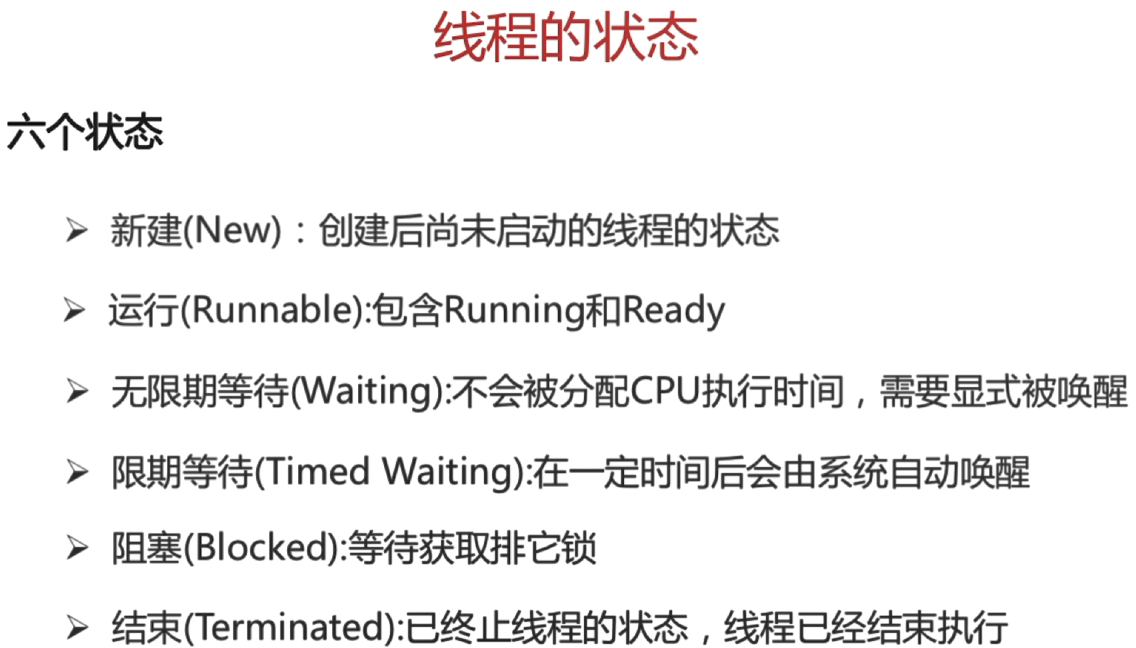 线程的状态
六个状态
➢ 新建(New)：创建后尚未启动的线程的状态
➢ 运行(Runnable):包含Running和Ready
➢ 无限期等待(Waiting):不会被分配CPU执行时间，需要显式被唤醒
➢ 限期等待(Timed Waiting):在一定时间后会由系统自动唤醒
➢ 阻塞(Blocked):等待获取排它锁
➢ 结束(Terminated):已终止线程的状态，线程已经结束执行